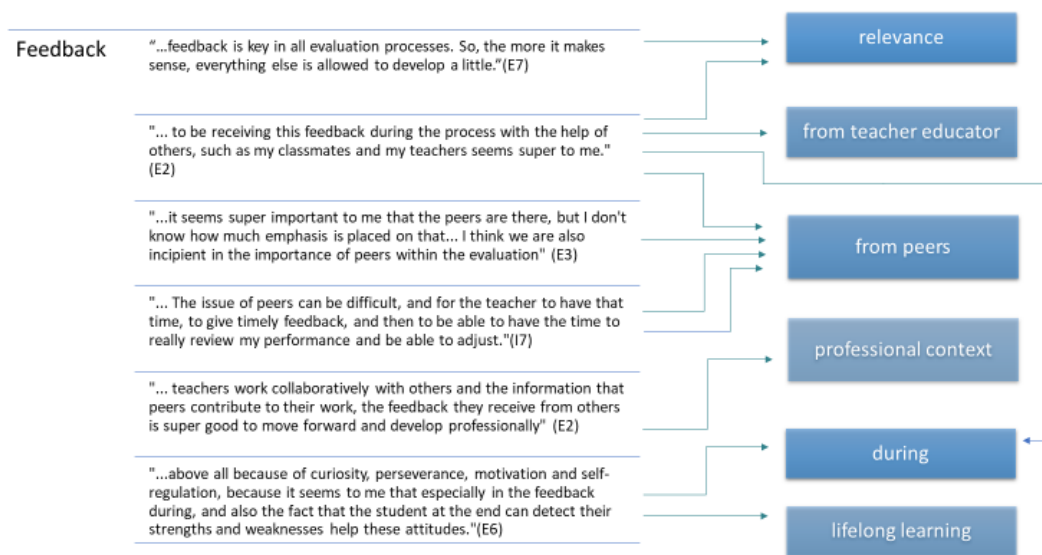 Feedback
"...feedback is key in all evaluation processes. So, the more it makes
sense, everything else is allowed to develop a little."(E7)
"... to be receiving this feedback during the process with the help of
others, such as my classmates and my teachers seems super to me."
(E2)
"...it seems super important to me that the peers are there, but I don't
know how much emphasis is placed on that... I think we are also
incipient in the importance of peers within the evaluation" (E3)
"... The issue of peers can be difficult, and for the teacher to have that
time, to give timely feedback, and then to be able to have the time to
really review my performance and be able to adjust."(I7)
"... teachers work collaboratively with others and the information that
peers contribute to their work, the feedback they receive from others
is super good to move forward and develop professionally" (E2)
"...above all because of curiosity, perseverance, motivation and self-
regulation, because it seems to me that especially in the feedback
during, and also the fact that the student at the end can detect their
strengths and weaknesses help these attitudes."(E6)
relevance
from teacher educator
from peers
professional context
during
lifelong learning